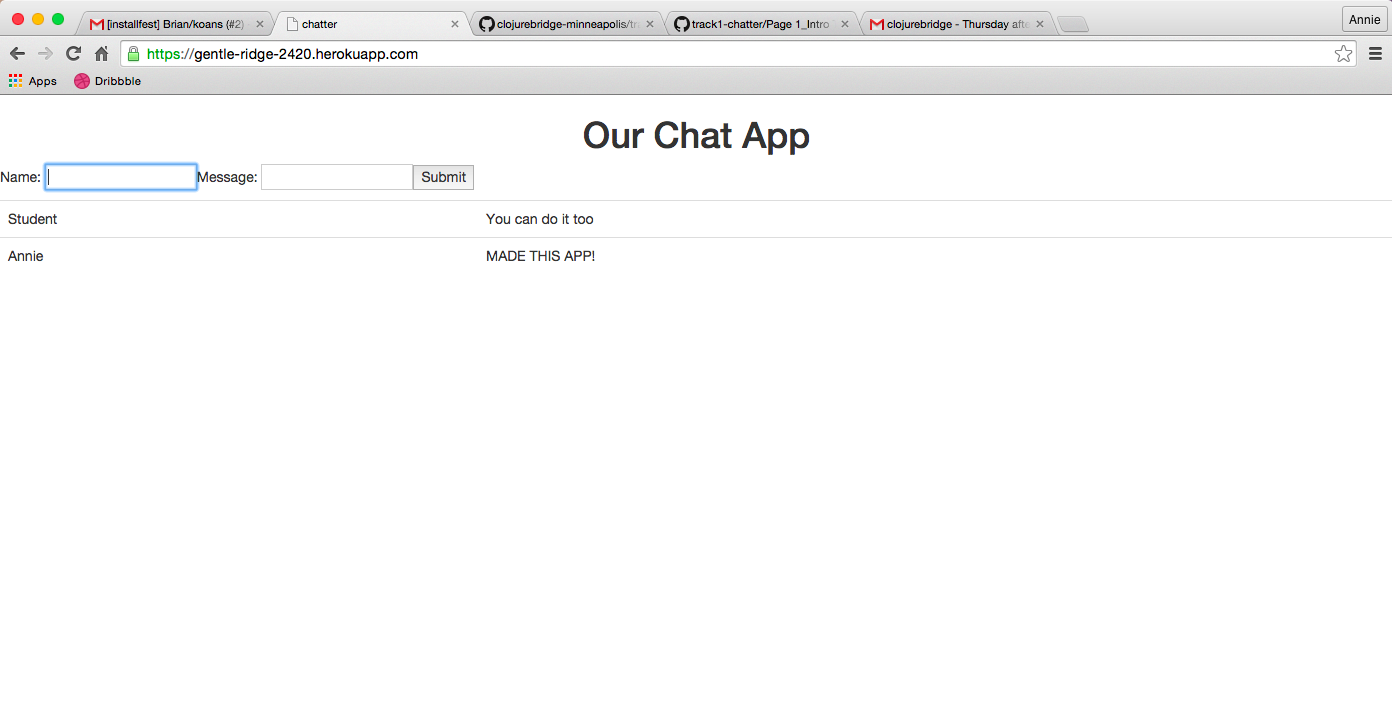 [installfest] Brian/koans (#2)
chatter
clojurebridge-minneapolis/tr
track1-chatter/Page 1_Intro
clojurebridge - Thursday afte
Annie
https://gentle-ridge-2420.herokuapp.com
Apps Dribbble
Our Chat App
Name: Message: Submit
Student You can do it too
Annie MADE THIS APP!